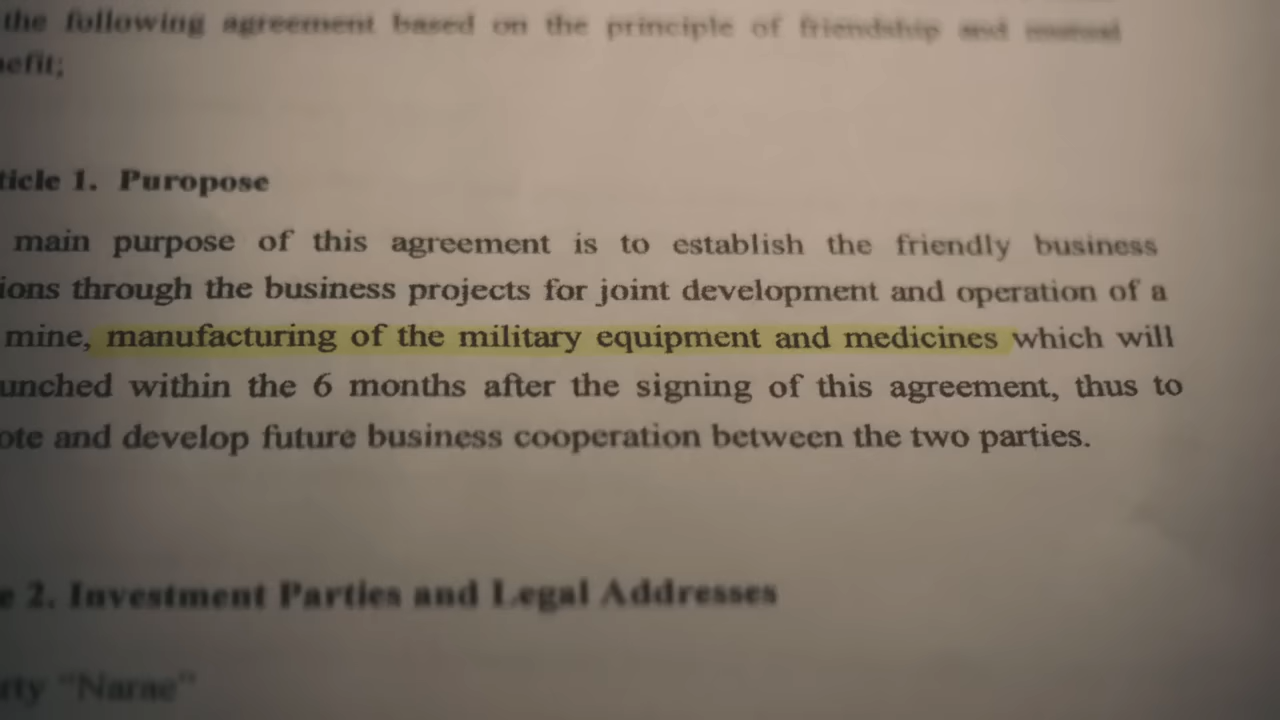 the following agreement based on the principle of friendship and mutual
nefit;
ticle 1. Puropose
main purpose of this agreement is to establish the friendly business
ions through the business projects for joint development and operation of a
mine, manufacturing of the military equipment and medicines which will
unched within the 6 months after the signing of this agreement, thus to
ote and develop future business cooperation between the two parties.
e 2. Investment Parties and Legal Addresses
rty "Narae"